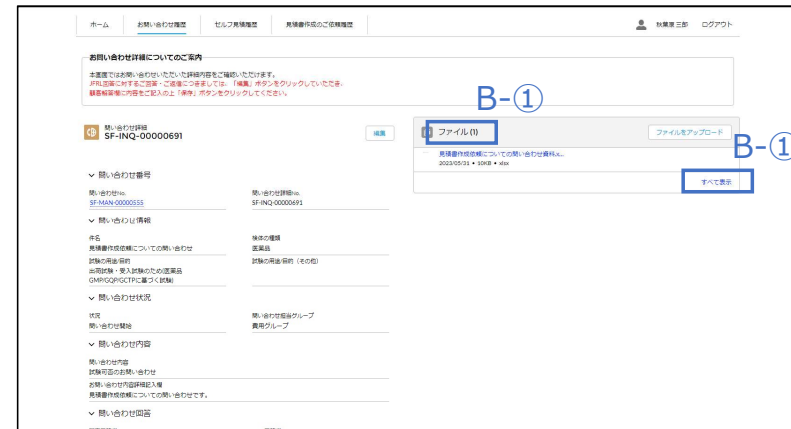 ホーム
お問い合わせ履歴
セルフ見積履歴
見積書作成のご依頼履歴
秋葉原三郎
ログアウト
お問い合わせ詳細についてのご案内
本画面ではお問い合わせいただいた詳細内容をご確認いただけます。
JFRL回答に対するご回答・ご返信につきましては、「編集」ボタンをクリックしていただき、
顧客解答欄に内容をご記入の上「保存」ボタンをクリックしてください。
B-①
問い合わせ詳細
SF-INQ-00000691
編集
ファイル (1)
ファイルをアップロード
見積書作成依頼についての問い合わせ資料.x...
2023/05/31 • 10KB • xlsx
B-①
すべて表示
問い合わせ番号
問い合わせNo.
問い合わせ詳細No.
SF-MAN-00000555
SF-INQ-00000691
問い合わせ情報
件名
検体の種類
見積書作成依頼についての問い合わせ
医薬品
試験の用途/目的
試験の用途/目的（その他）
出荷試験・受入試験のため(医薬品
GMP/GQP/GCTPに基づく試験)
問い合わせ状況
状況
問い合わせ担当グループ
問い合わせ開始
費用グループ
問い合わせ内容
問い合わせ内容
試験可否のお問い合わせ
お問い合わせ内容詳細記入欄
見積書作成依頼についての問い合わせです。
問い合わせ回答